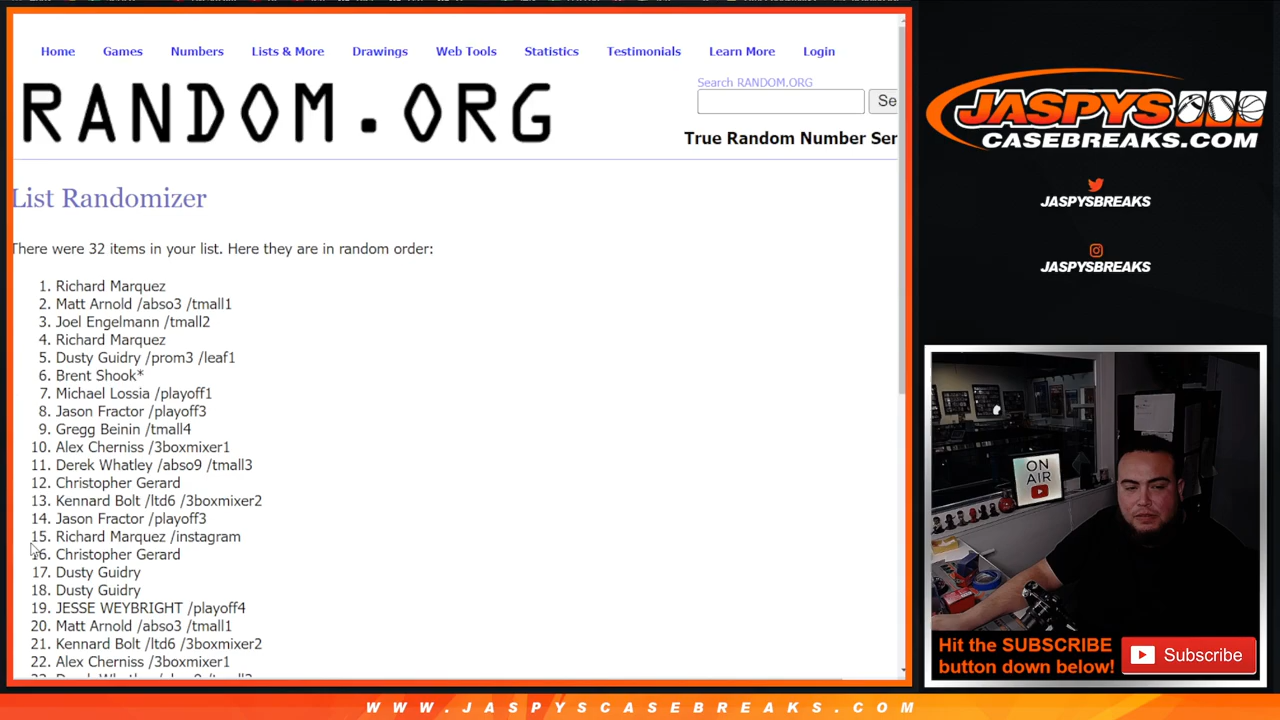 Home Games Numbers Lists & More Drawings Web Tools Statistics Testimonials Learn More Login
RANDOM.ORG
Search RANDOM.ORG
Se
True Random Number Ser
List Randomizer
There were 32 items in your list. Here they are in random order:
1. Richard Marquez
2. Matt Arnold /abso3 /tmall1
3. Joel Engelmann /tmall2
4. Richard Marquez
5. Dusty Guidry /prom3 /leaf1
6. Brent Shook*
7. Michael Lossia /playoff1
8. Jason Fractor /playoff3
9. Gregg Beinin /tmall4
10. Alex Cherniss /3boxmixer1
11. Derek Whatley /abso9 /tmall3
12. Christopher Gerard
13. Kennard Bolt /ltd6 /3boxmixer2
14. Jason Fractor /playoff3
15. Richard Marquez /instagram
16. Christopher Gerard
17. Dusty Guidry
18. Dusty Guidry
19. JESSE WEYBRIGHT /playoff4
20. Matt Arnold /abso3 /tmall1
21. Kennard Bolt /ltd6 /3boxmixer2
22. Alex Cherniss /3boxmixer1
JASPYS
CASEBREAKS.COM
JASPYSBREAKS
JASPYSBREAKS
ON
AIR
Hit the SUBSCRIBE
button down below!
Subscribe
WWW.JASPYSCASEBREAKS.COM